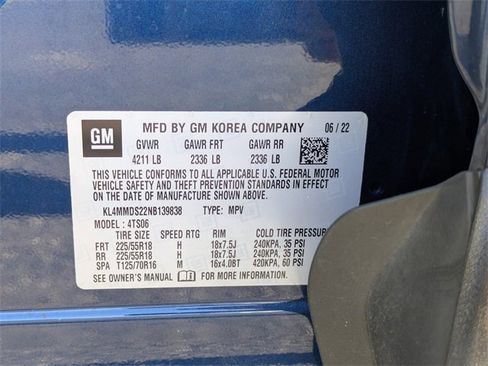 GM
MFD BY GM KOREA COMPANY 06 / 22
GVWR GAWR FRT GAWR RR
4211 LB 2336 LB 2336 LB
THIS VEHICLE CONFORMS TO ALL APPLICABLE U.S. FEDERAL MOTOR
VEHICLE SAFETY AND THEFT PREVENTION STANDARDS IN EFFECT
ON THE DATE OF MANUFACTURE SHOWN ABOVE.
KL4MMDS22NB139838 TYPE: MPV
MODEL: 4TS06
TIRE SIZE SPEED RTG RIM COLD TIRE PRESSURE
FRT 225/55R18 H 18x7.5J 240KPA, 35 PSI
RR 225/55R18 H 18x7.5J 240KPA, 35 PSI
SPA T125/70R16 M 16x4.0BT 420KPA, 60 PSI
SEE OWNER'S MANUAL FOR MORE INFORMATION.